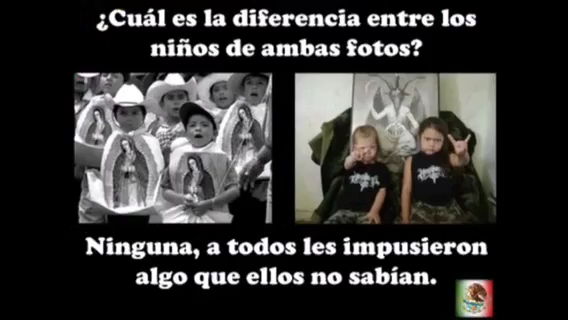 ¿Cuál es la diferencia entre los
niños de ambas fotos?
Ninguna, a todos les impusieron
algo que ellos no sabían.